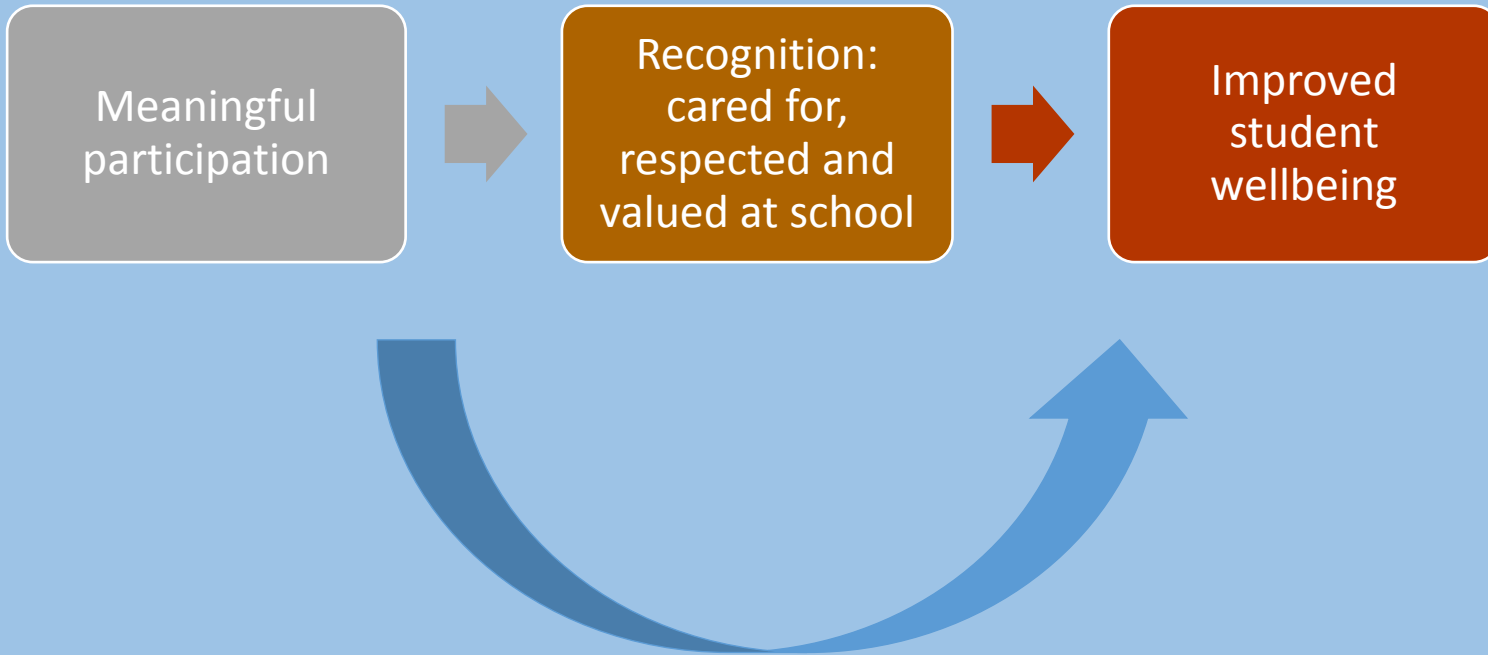 Meaningful
participation
Recognition:
cared for,
respected and
valued at school
Improved
student
wellbeing